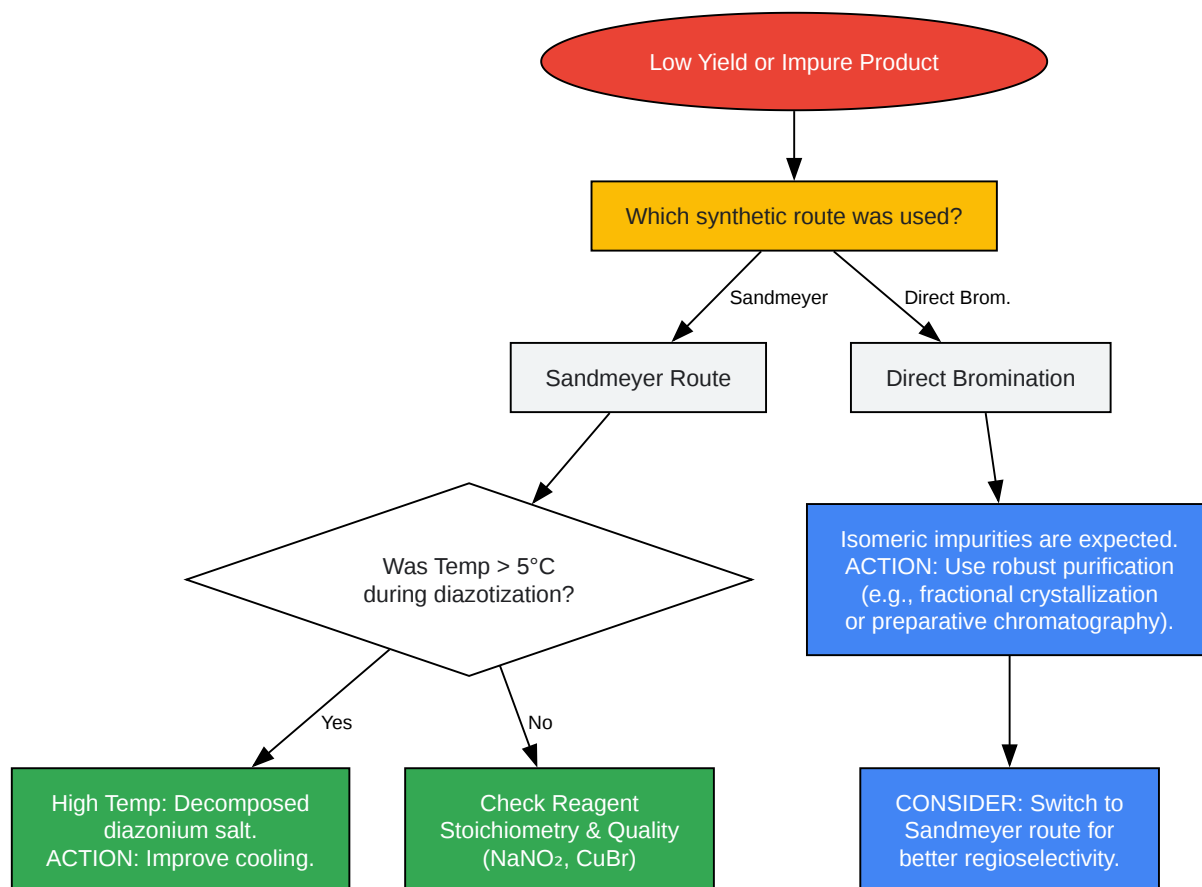 Low Yield or Impure Product
Which synthetic route was used?
Sandmeyer
Direct Brom.
Sandmeyer Route
Direct Bromination
Was Temp > 5°C
during diazotization?
Isomeric impurities are expected.
ACTION: Use robust purification
(e.g., fractional crystallization
or preparative chromatography).
Yes
No
High Temp: Decomposed
diazonium salt.
ACTION: Improve cooling.
Check Reagent
Stoichiometry & Quality
(NaNO₂, CuBr)
CONSIDER: Switch to
Sandmeyer route for
better regioselectivity.